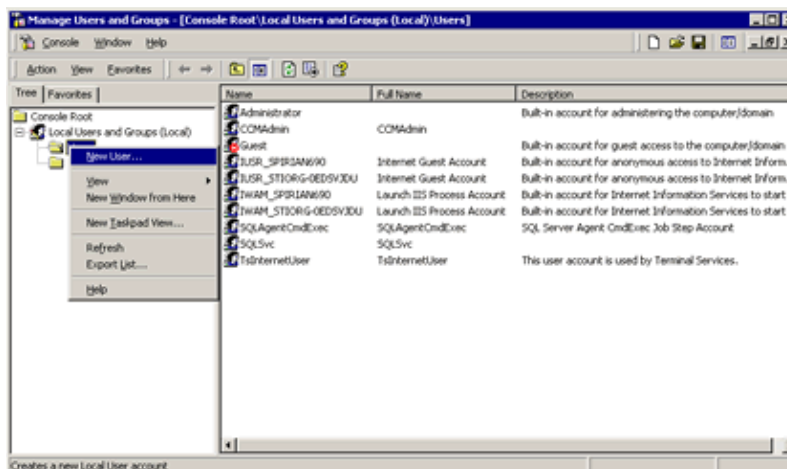 Manage Users and Groups - [Console Root\Local Users and Groups (Local)\Users]
Console Window Help
Action View Favorites
Tree Favorites
Name Full Name Description
Console Root
Local Users and Groups (Local)
New User...
View
New Window from Here
New Taskpad View...
Refresh
Export List...
Help
Administrator Built-in account for administering the computer/domain
CCMAdmin CCMAdmin
Guest Built-in account for guest access to the computer/domain
IUSR_SPIRIAN690 Internet Guest Account Built-in account for anonymous access to Internet Inform
IUSR_STIORG-0EDSVJDU Internet Guest Account Built-in account for anonymous access to Internet Inform
IWAM_SPIRIAN690 Launch IIS Process Account Built-in account for Internet Information Services to start
IWAM_STIORG-0EDSVJDU Launch IIS Process Account Built-in account for Internet Information Services to start
SQLAgentCmdExec SQLAgentCmdExec SQL Server Agent CmdExec Job Step Account
SQLSvc SQLSvc
TsInternetUser TsInternetUser This user account is used by Terminal Services.
Creates a new Local User account